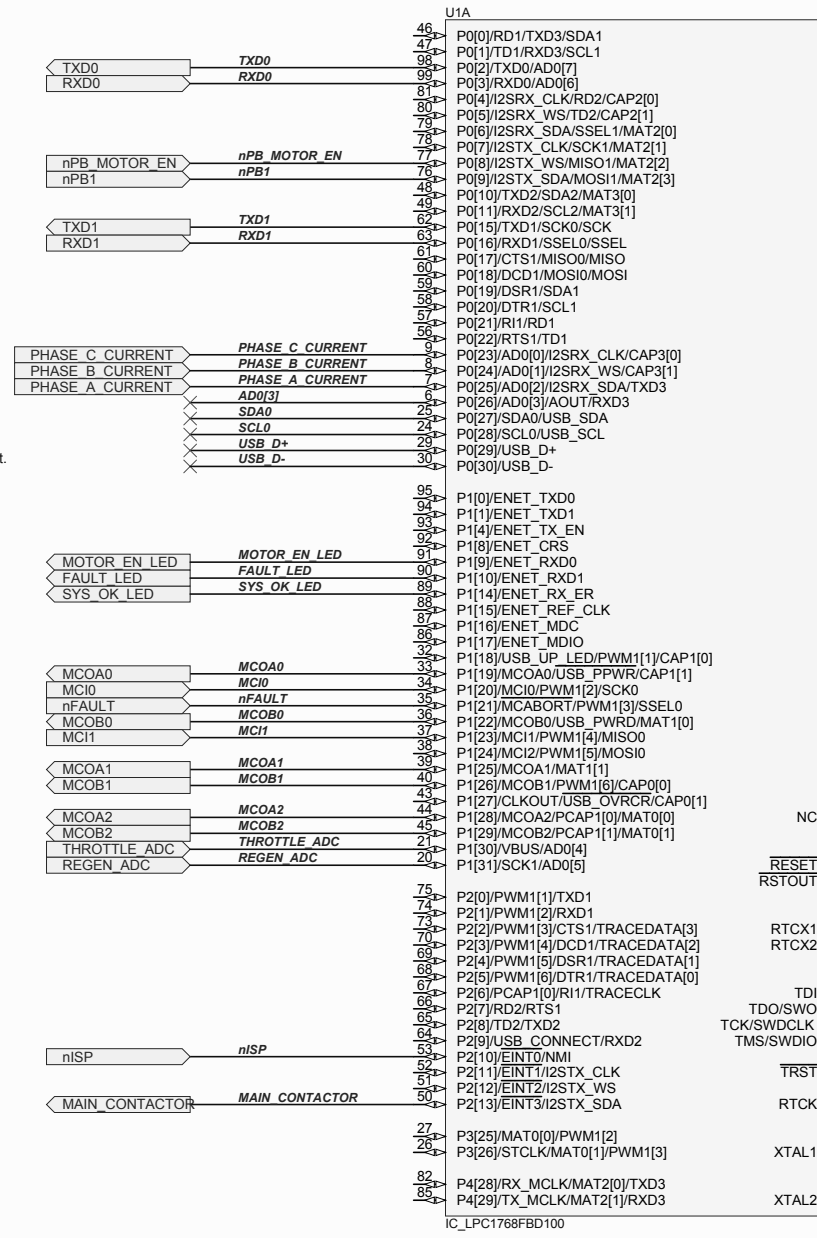 U1A
46 P0[0]/RD1/TXD3/SDA1
47 P0[1]/TD1/RXD3/SCL1
TXD0 TXD0 98 P0[2]/TXD0/AD0[7]
RXD0 RXD0 99 P0[3]/RXD0/AD0[6]
81 P0[4]/I2SRX_CLK/RD2/CAP2[0]
80 P0[5]/I2SRX_WS/TD2/CAP2[1]
79 P0[6]/I2SRX_SDA/SSEL1/MAT2[0]
78 P0[7]/I2STX_CLK/SCK1/MAT2[1]
nPB_MOTOR_EN nPB_MOTOR_EN 77 P0[8]/I2STX_WS/MISO1/MAT2[2]
nPB1 nPB1 76 P0[9]/I2STX_SDA/MOSI1/MAT2[3]
48 P0[10]/TXD2/SDA2/MAT3[0]
49 P0[11]/RXD2/SCL2/MAT3[1]
TXD1 TXD1 62 P0[15]/TXD1/SCK0/SCK
RXD1 RXD1 63 P0[16]/RXD1/SSEL0/SSEL
61 P0[17]/CTS1/MISO0/MISO
60 P0[18]/DCD1/MOSI0/MOSI
59 P0[19]/DSR1/SDA1
58 P0[20]/DTR1/SCL1
57 P0[21]/RI1/RD1
56 P0[22]/RTS1/TD1
PHASE_C_CURRENT PHASE_C_CURRENT 9 P0[23]/AD0[0]/I2SRX_CLK/CAP3[0]
PHASE_B_CURRENT PHASE_B_CURRENT 8 P0[24]/AD0[1]/I2SRX_WS/CAP3[1]
PHASE_A_CURRENT PHASE_A_CURRENT 7 P0[25]/AD0[2]/I2SRX_SDA/TXD3
AD0[3] 6 P0[26]/AD0[3]/AOUT/RXD3
SDA0 25 P0[27]/SDA0/USB_SDA
SCL0 24 P0[28]/SCL0/USB_SCL
USB_D+ 29 P0[29]/USB_D+
t. USB_D- 30 P0[30]/USB_D-
95 P1[0]/ENET_TXD0
94 P1[1]/ENET_TXD1
93 P1[4]/ENET_TX_EN
92 P1[8]/ENET_CRS
MOTOR_EN_LED MOTOR_EN_LED 91 P1[9]/ENET_RXD0
FAULT_LED FAULT_LED 90 P1[10]/ENET_RXD1
SYS_OK_LED SYS_OK_LED 89 P1[14]/ENET_RX_ER
88 P1[15]/ENET_REF_CLK
87 P1[16]/ENET_MDC
86 P1[17]/ENET_MDIO
32 P1[18]/USB_UP_LED/PWM1[1]/CAP1[0]
MCOA0 MCOA0 33 P1[19]/MCOA0/USB_PPWR/CAP1[1]
MCI0 MCI0 34 P1[20]/MCI0/PWM1[2]/SCK0
nFAULT nFAULT 35 P1[21]/MCABORT/PWM1[3]/SSEL0
MCOB0 MCOB0 36 P1[22]/MCOB0/USB_PWRD/MAT1[0]
MCI1 MCI1 37 P1[23]/MCI1/PWM1[4]/MISO0
38 P1[24]/MCI2/PWM1[5]/MOSI0
MCOA1 MCOA1 39 P1[25]/MCOA1/MAT1[1]
MCOB1 MCOB1 40 P1[26]/MCOB1/PWM1[6]/CAP0[0]
43 P1[27]/CLKOUT/USB_OVRCR/CAP0[1]
MCOA2 MCOA2 44 P1[28]/MCOA2/PCAP1[0]/MAT0[0] NC
MCOB2 MCOB2 45 P1[29]/MCOB2/PCAP1[1]/MAT0[1]
THROTTLE_ADC THROTTLE_ADC 21 P1[30]/VBUS/AD0[4]
REGEN_ADC REGEN_ADC 20 P1[31]/SCK1/AD0[5] RESET
RSTOUT
75 P2[0]/PWM1[1]/TXD1
74 P2[1]/PWM1[2]/RXD1
73 P2[2]/PWM1[3]/CTS1/TRACEDATA[3] RTCX1
70 P2[3]/PWM1[4]/DCD1/TRACEDATA[2] RTCX2
69 P2[4]/PWM1[5]/DSR1/TRACEDATA[1]
68 P2[5]/PWM1[6]/DTR1/TRACEDATA[0]
67 P2[6]/PCAP1[0]/RI1/TRACECLK TDI
66 P2[7]/RD2/RTS1 TDO/SWO
65 P2[8]/TD2/TXD2 TCK/SWDCLK
64 P2[9]/USB_CONNECT/RXD2 TMS/SWDIO
nISP nISP 53 P2[10]/EINT0/NMI
52 P2[11]/EINT1/I2STX_CLK TRST
51 P2[12]/EINT2/I2STX_WS
MAIN_CONTACTOR MAIN_CONTACTOR 50 P2[13]/EINT3/I2STX_SDA RTCK
27 P3[25]/MAT0[0]/PWM1[2]
26 P3[26]/STCLK/MAT0[1]/PWM1[3] XTAL1
82 P4[28]/RX_MCLK/MAT2[0]/TXD3
85 P4[29]/TX_MCLK/MAT2[1]/RXD3 XTAL2
IC_LPC1768FBD100